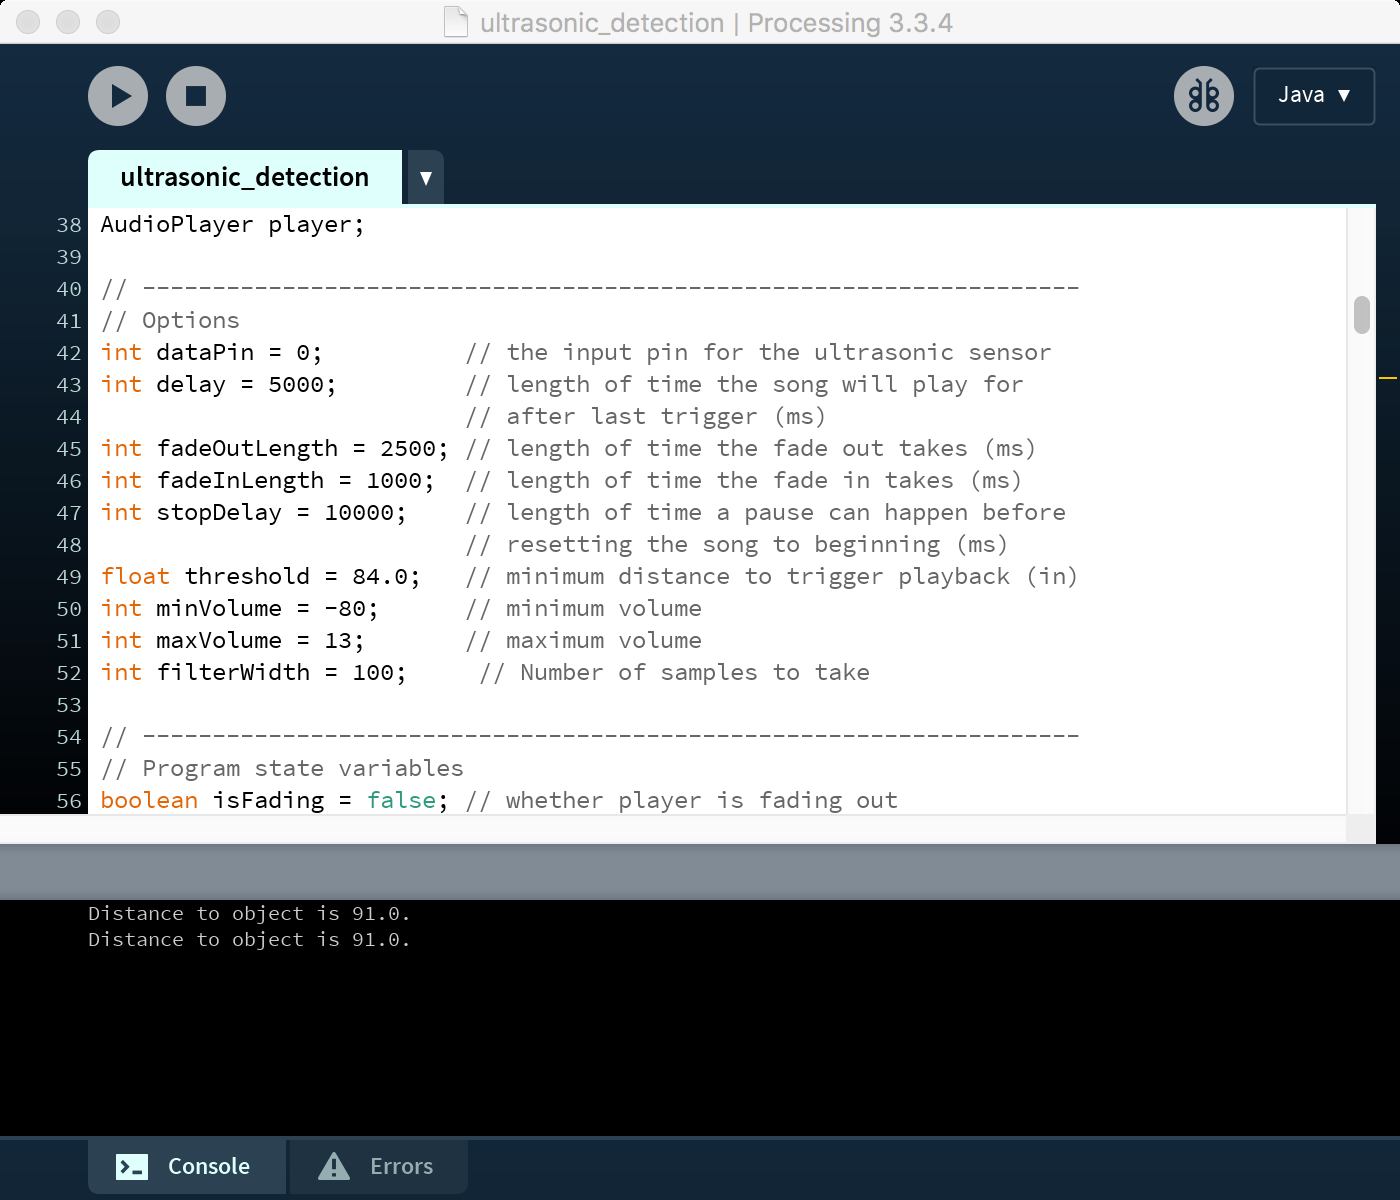 ultrasonic_detection | Processing 3.3.4
Java ▼
ultrasonic_detection ▼
38 AudioPlayer player;
39
40 // -------------------------------------------------------------------
41 // Options
42 int dataPin = 0;          // the input pin for the ultrasonic sensor
43 int delay = 5000;         // length of time the song will play for
44                           // after last trigger (ms)
45 int fadeOutLength = 2500; // length of time the fade out takes (ms)
46 int fadeInLength = 1000;  // length of time the fade in takes (ms)
47 int stopDelay = 10000;    // length of time a pause can happen before
48                           // resetting the song to beginning (ms)
49 float threshold = 84.0;   // minimum distance to trigger playback (in)
50 int minVolume = -80;      // minimum volume
51 int maxVolume = 13;       // maximum volume
52 int filterWidth = 100;     // Number of samples to take
53
54 // -------------------------------------------------------------------
55 // Program state variables
56 boolean isFading = false; // whether player is fading out
Distance to object is 91.0.
Distance to object is 91.0.
Console Errors